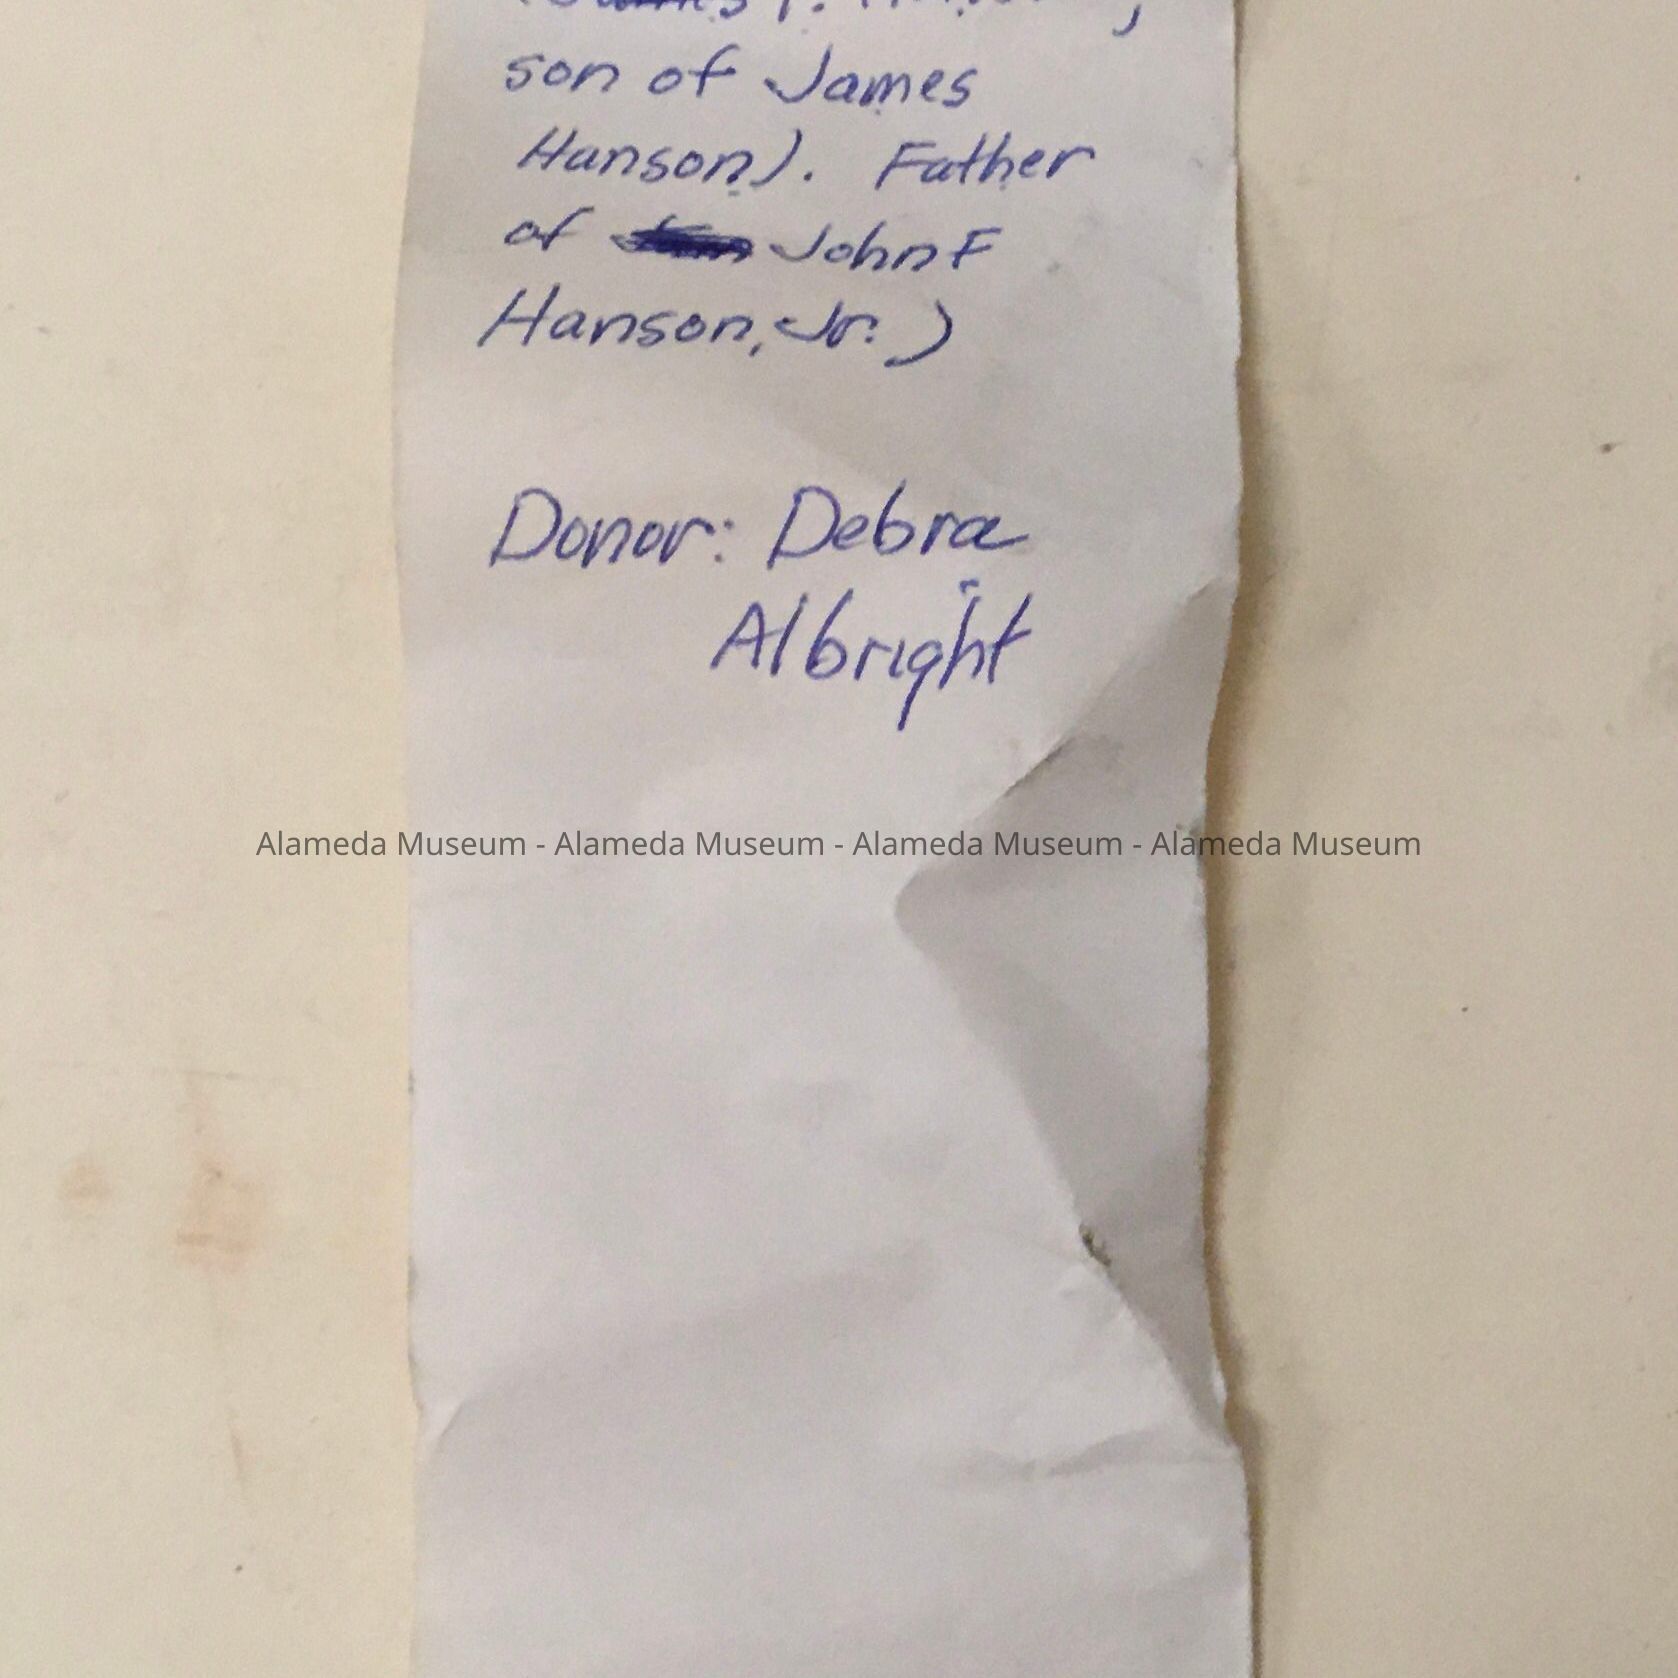 son of James
Hanson). Father
of John F
Hanson, Jr.)
Donor: Debra
Albright
Alameda Museum - Alameda Museum - Alameda Museum - Alameda Museum